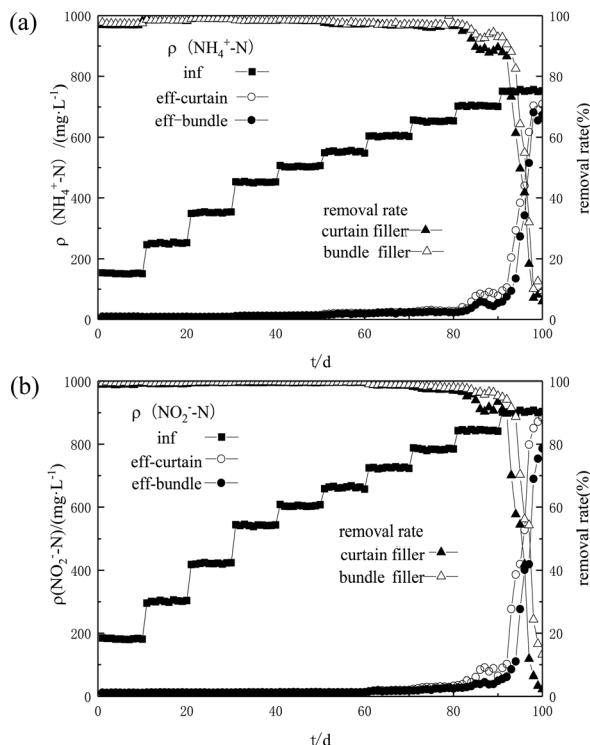 (a)
1000
800
600
400
200
0
ρ (NH₄⁺-N) /(mg·L⁻¹)
100
80
60
40
20
0
removal rate(%)
ρ (NH₄⁺-N)
inf
eff-curtain
eff-bundle
removal rate
curtain filler
bundle filler
0 20 40 60 80 100
t/d
(b)
1000
800
600
400
200
0
ρ(NO₂⁻-N)/(mg·L⁻¹)
100
80
60
40
20
0
removal rate(%)
ρ (NO₂⁻-N)
inf
eff-curtain
eff-bundle
removal rate
curtain filler
bundle filler
0 20 40 60 80 100
t/d